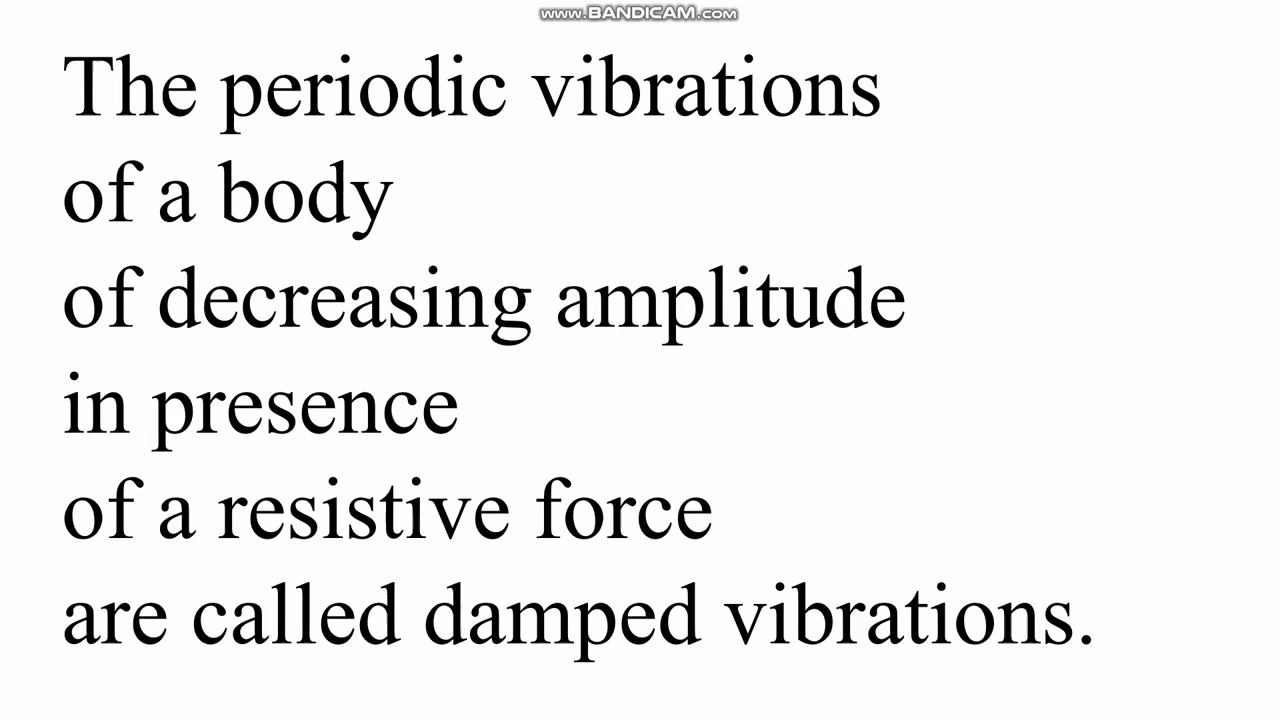 www.BANDICAM.com
The periodic vibrations
of a body
of decreasing amplitude
in presence
of a resistive force
are called damped vibrations.